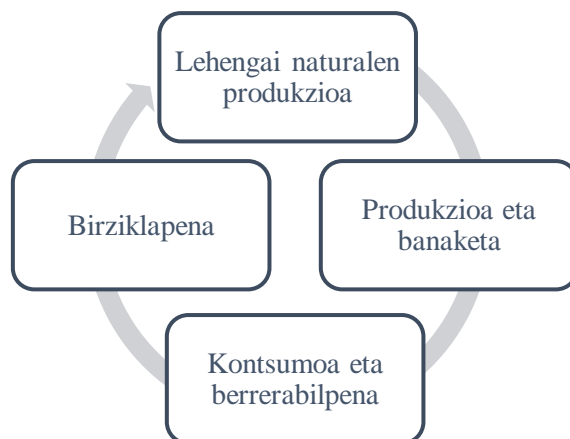 Lehengai naturalen
produkzioa
Produkzioa eta
banaketa
Kontsumoa eta
berrerabilpena
Birziklapena